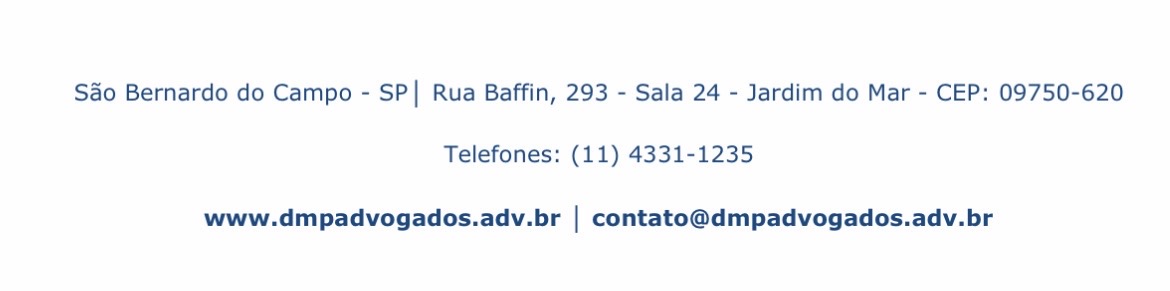 São Bernardo do Campo - SP│ Rua Baffin, 293 - Sala 24 - Jardim do Mar - CEP: 09750-620
Telefones: (11) 4331-1235
www.dmpadvogados.adv.br │ contato@dmpadvogados.adv.br